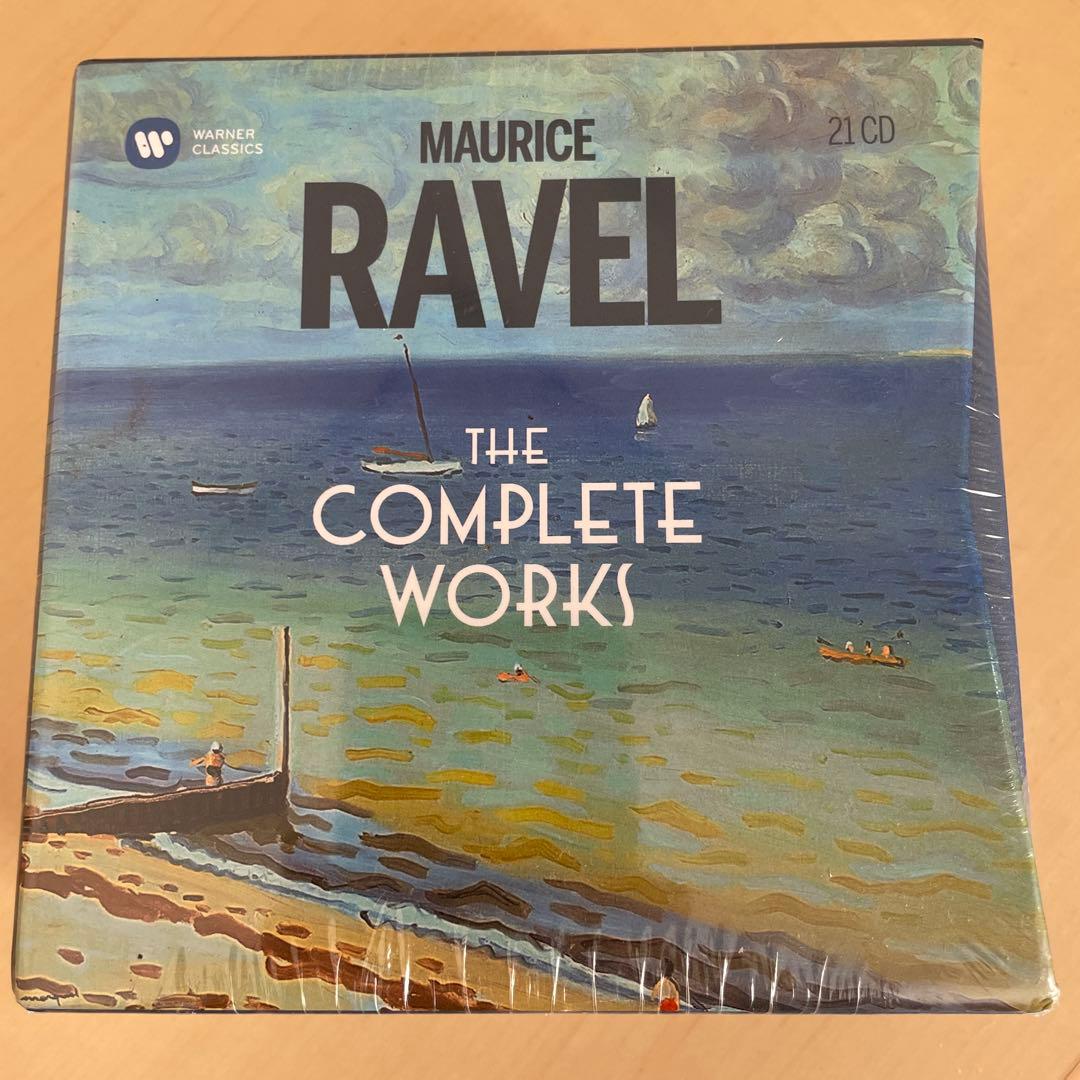 WARNER
CLASSICS
MAURICE
RAVEL
21 CD
THE
COMPLETE
WORKS